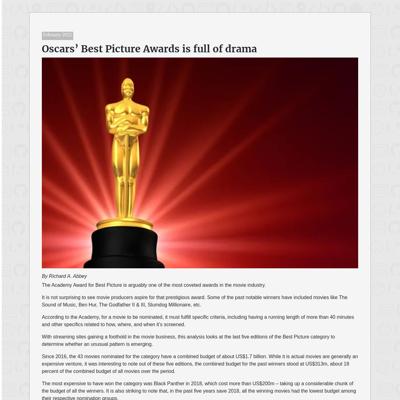 February 2022
Oscars' Best Picture Awards is full of drama
By Richard A. Abbey
The Academy Award for Best Picture is arguably one of the most coveted awards in the movie industry.
It is not surprising to see movie producers aspire for that prestigious award. Some of the past notable winners have included movies like The
Sound of Music, Ben Hur, The Godfather II & III, Slumdog Millionaire, etc.
According to the Academy, for a movie to be nominated, it must fulfil specific criteria, including having a running length of more than 40 minutes
and other specifics related to how, where, and when it's screened.
With streaming sites gaining a foothold in the movie business, this analysis looks at the last five editions of the Best Picture category to
determine whether an unusual pattern is emerging.
Since 2016, the 43 movies nominated for the category have a combined budget of about US$1.7 billion. While it is actual movies are generally an
expensive venture, it was interesting to note out of these five editions, the combined budget for the past winners stood at US$313m, about 18
percent of the combined budget of all movies over the period.
The most expensive to have won the category was Black Panther in 2018, which cost more than US$200m – taking up a considerable chunk of
the budget of all the winners. It is also striking to note that, in the past five years save 2018, all the winning movies had the lowest budget among
their respective nomination groups.